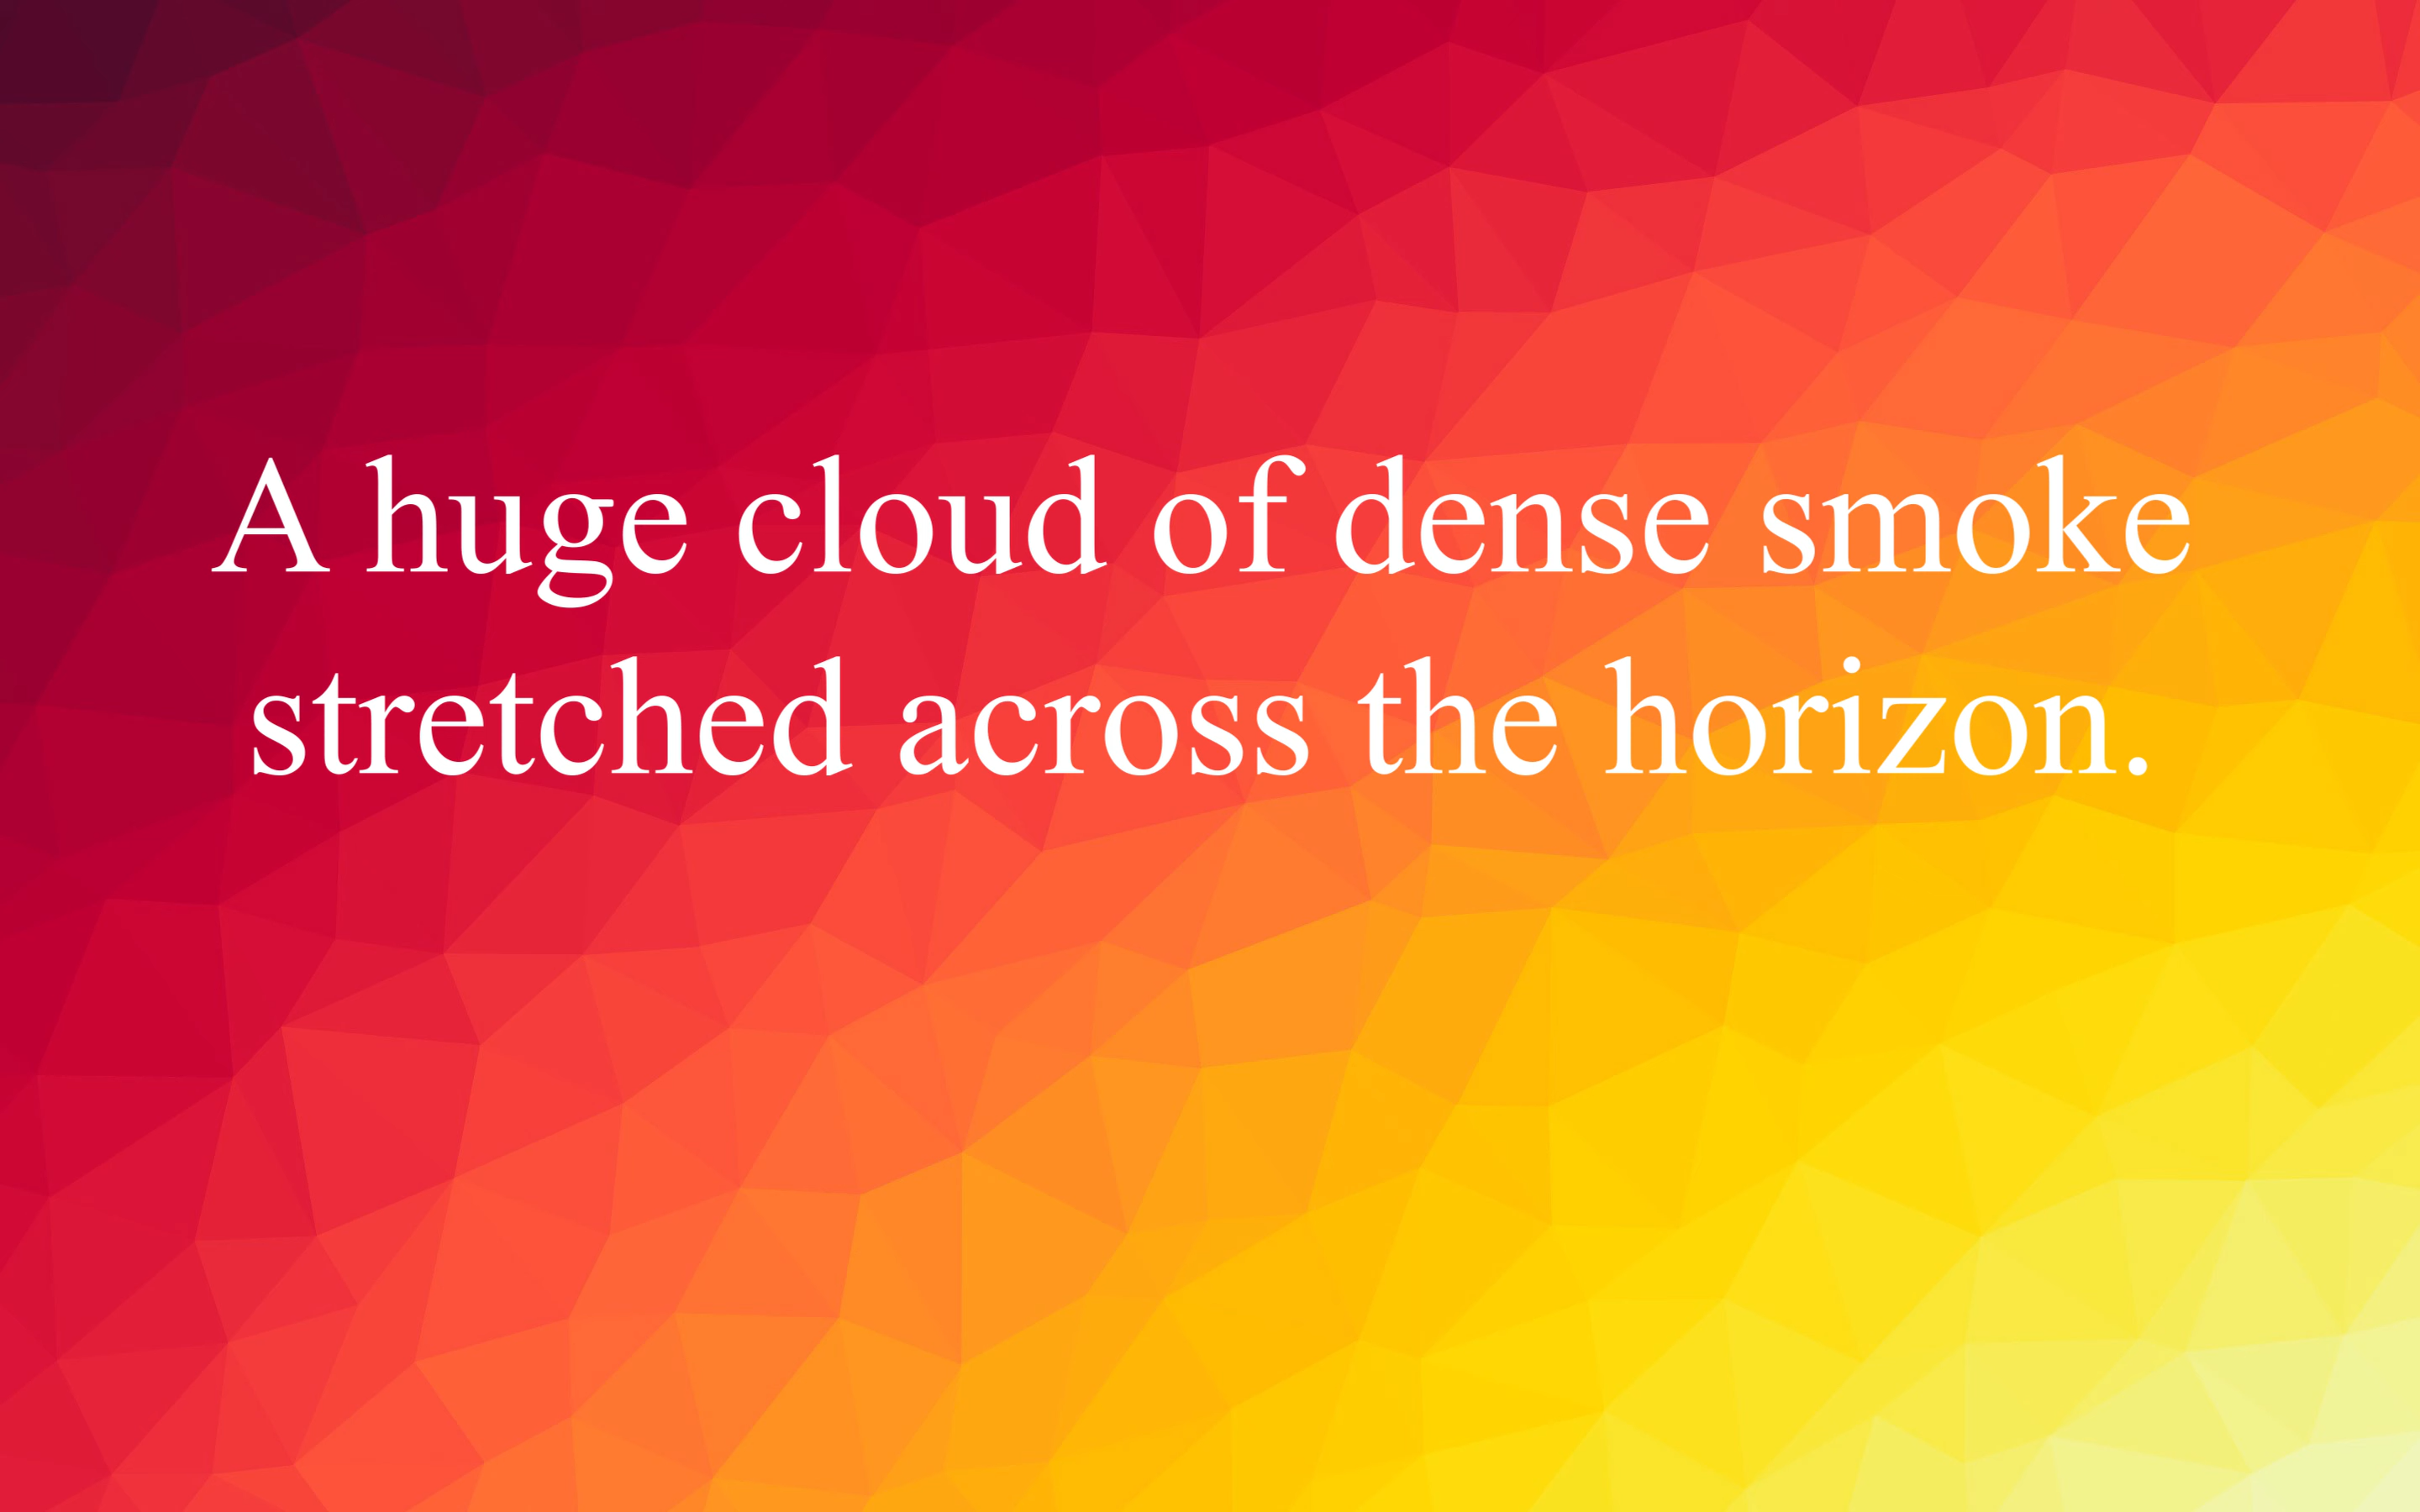 A huge cloud of dense smoke
stretched across the horizon.